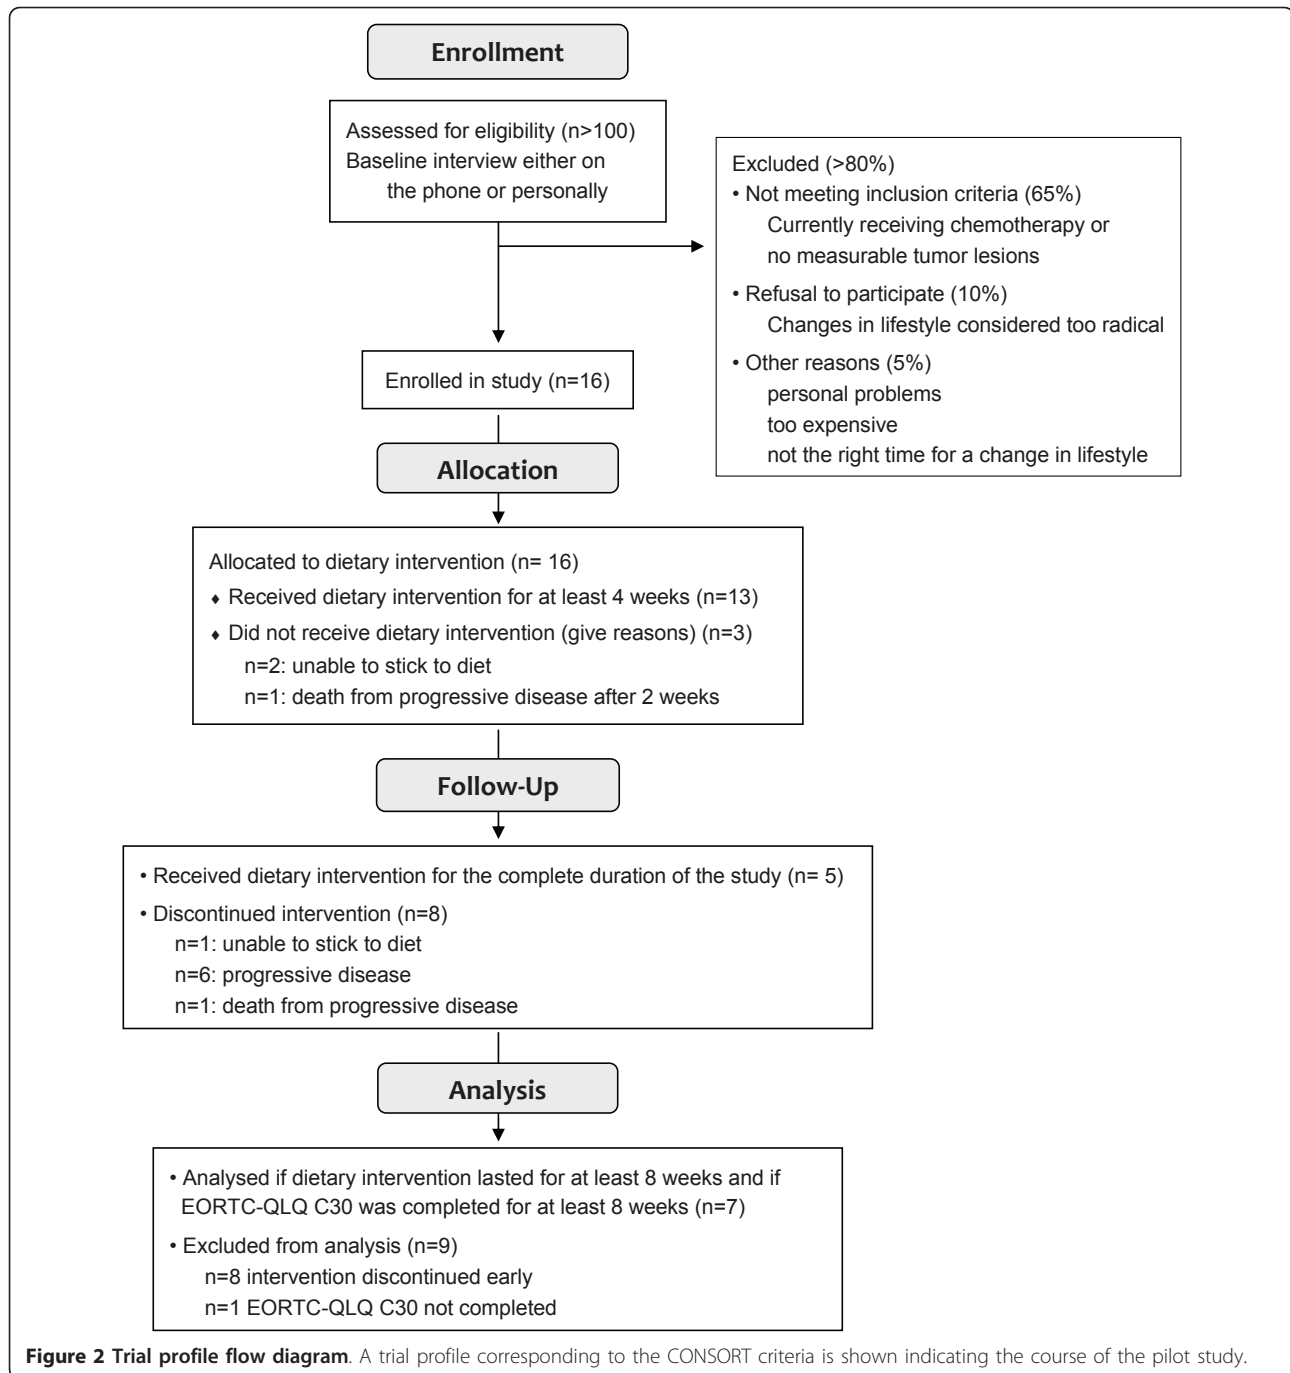 Enrollment
Assessed for eligibility (n>100)
Baseline interview either on
the phone or personally
Excluded (>80%)
• Not meeting inclusion criteria (65%)
Currently receiving chemotherapy or
no measurable tumor lesions
• Refusal to participate (10%)
Changes in lifestyle considered too radical
• Other reasons (5%)
personal problems
too expensive
not the right time for a change in lifestyle
Enrolled in study (n=16)
Allocation
Allocated to dietary intervention (n= 16)
♦ Received dietary intervention for at least 4 weeks (n=13)
♦ Did not receive dietary intervention (give reasons) (n=3)
n=2: unable to stick to diet
n=1: death from progressive disease after 2 weeks
Follow-Up
• Received dietary intervention for the complete duration of the study (n= 5)
• Discontinued intervention (n=8)
n=1: unable to stick to diet
n=6: progressive disease
n=1: death from progressive disease
Analysis
• Analysed if dietary intervention lasted for at least 8 weeks and if
EORTC-QLQ C30 was completed for at least 8 weeks (n=7)
• Excluded from analysis (n=9)
n=8 intervention discontinued early
n=1 EORTC-QLQ C30 not completed
Figure 2 Trial profile flow diagram. A trial profile corresponding to the CONSORT criteria is shown indicating the course of the pilot study.